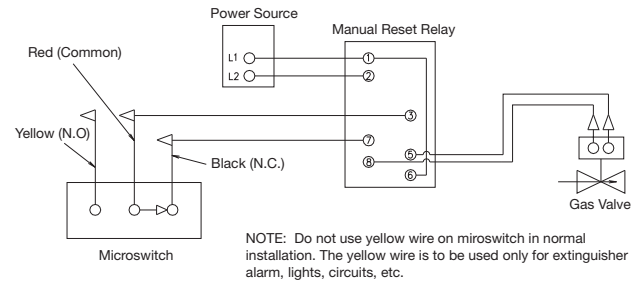 Power Source
Manual Reset Relay
Red (Common)
L1
L2
1
2
3
Yellow (N.O)
7
5
8
Black (N.C.)
6
Gas Valve
Microswitch
NOTE: Do not use yellow wire on miroswitch in normal
installation. The yellow wire is to be used only for extinguisher
alarm, lights, circuits, etc.